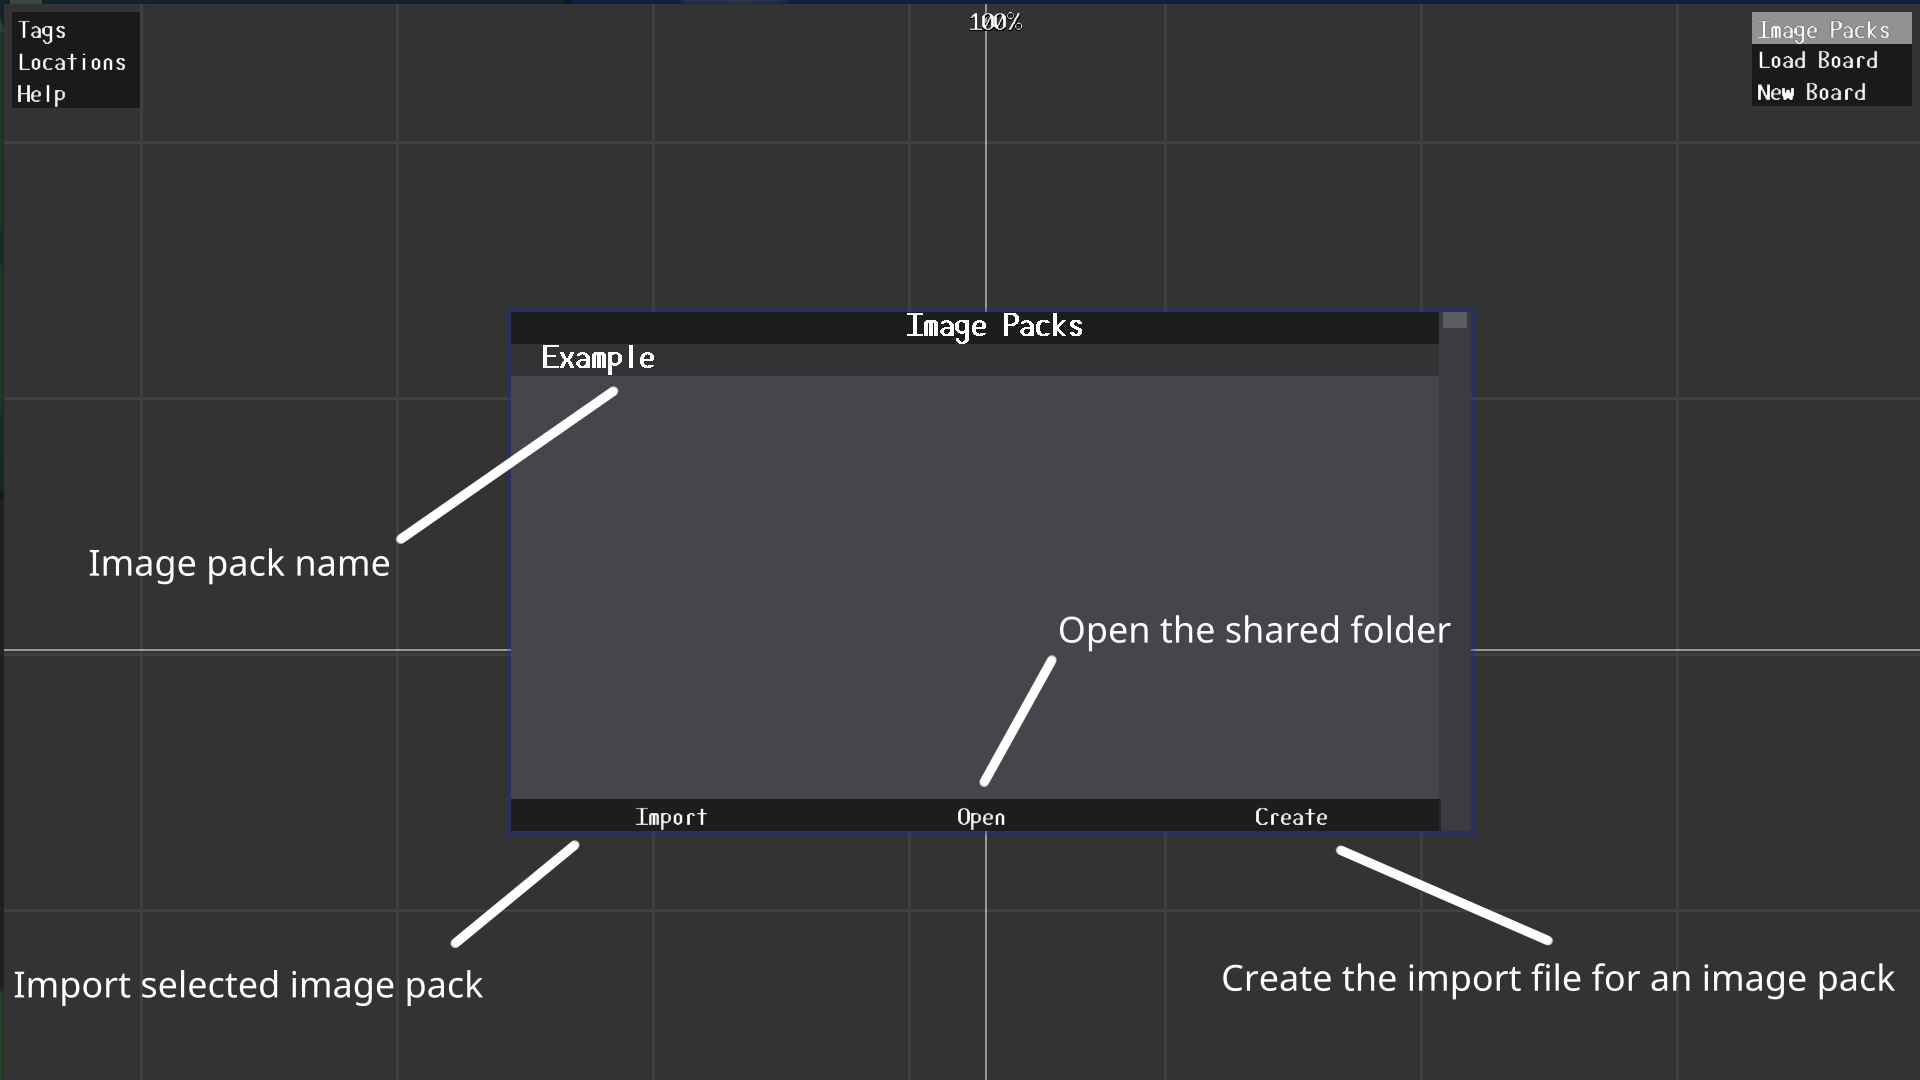 Tags
Locations
Help
100%
Image Packs
Load Board
New Board
Image Packs
Example
Image pack name
Open the shared folder
Import
Open
Create
Import selected image pack
Create the import file for an image pack